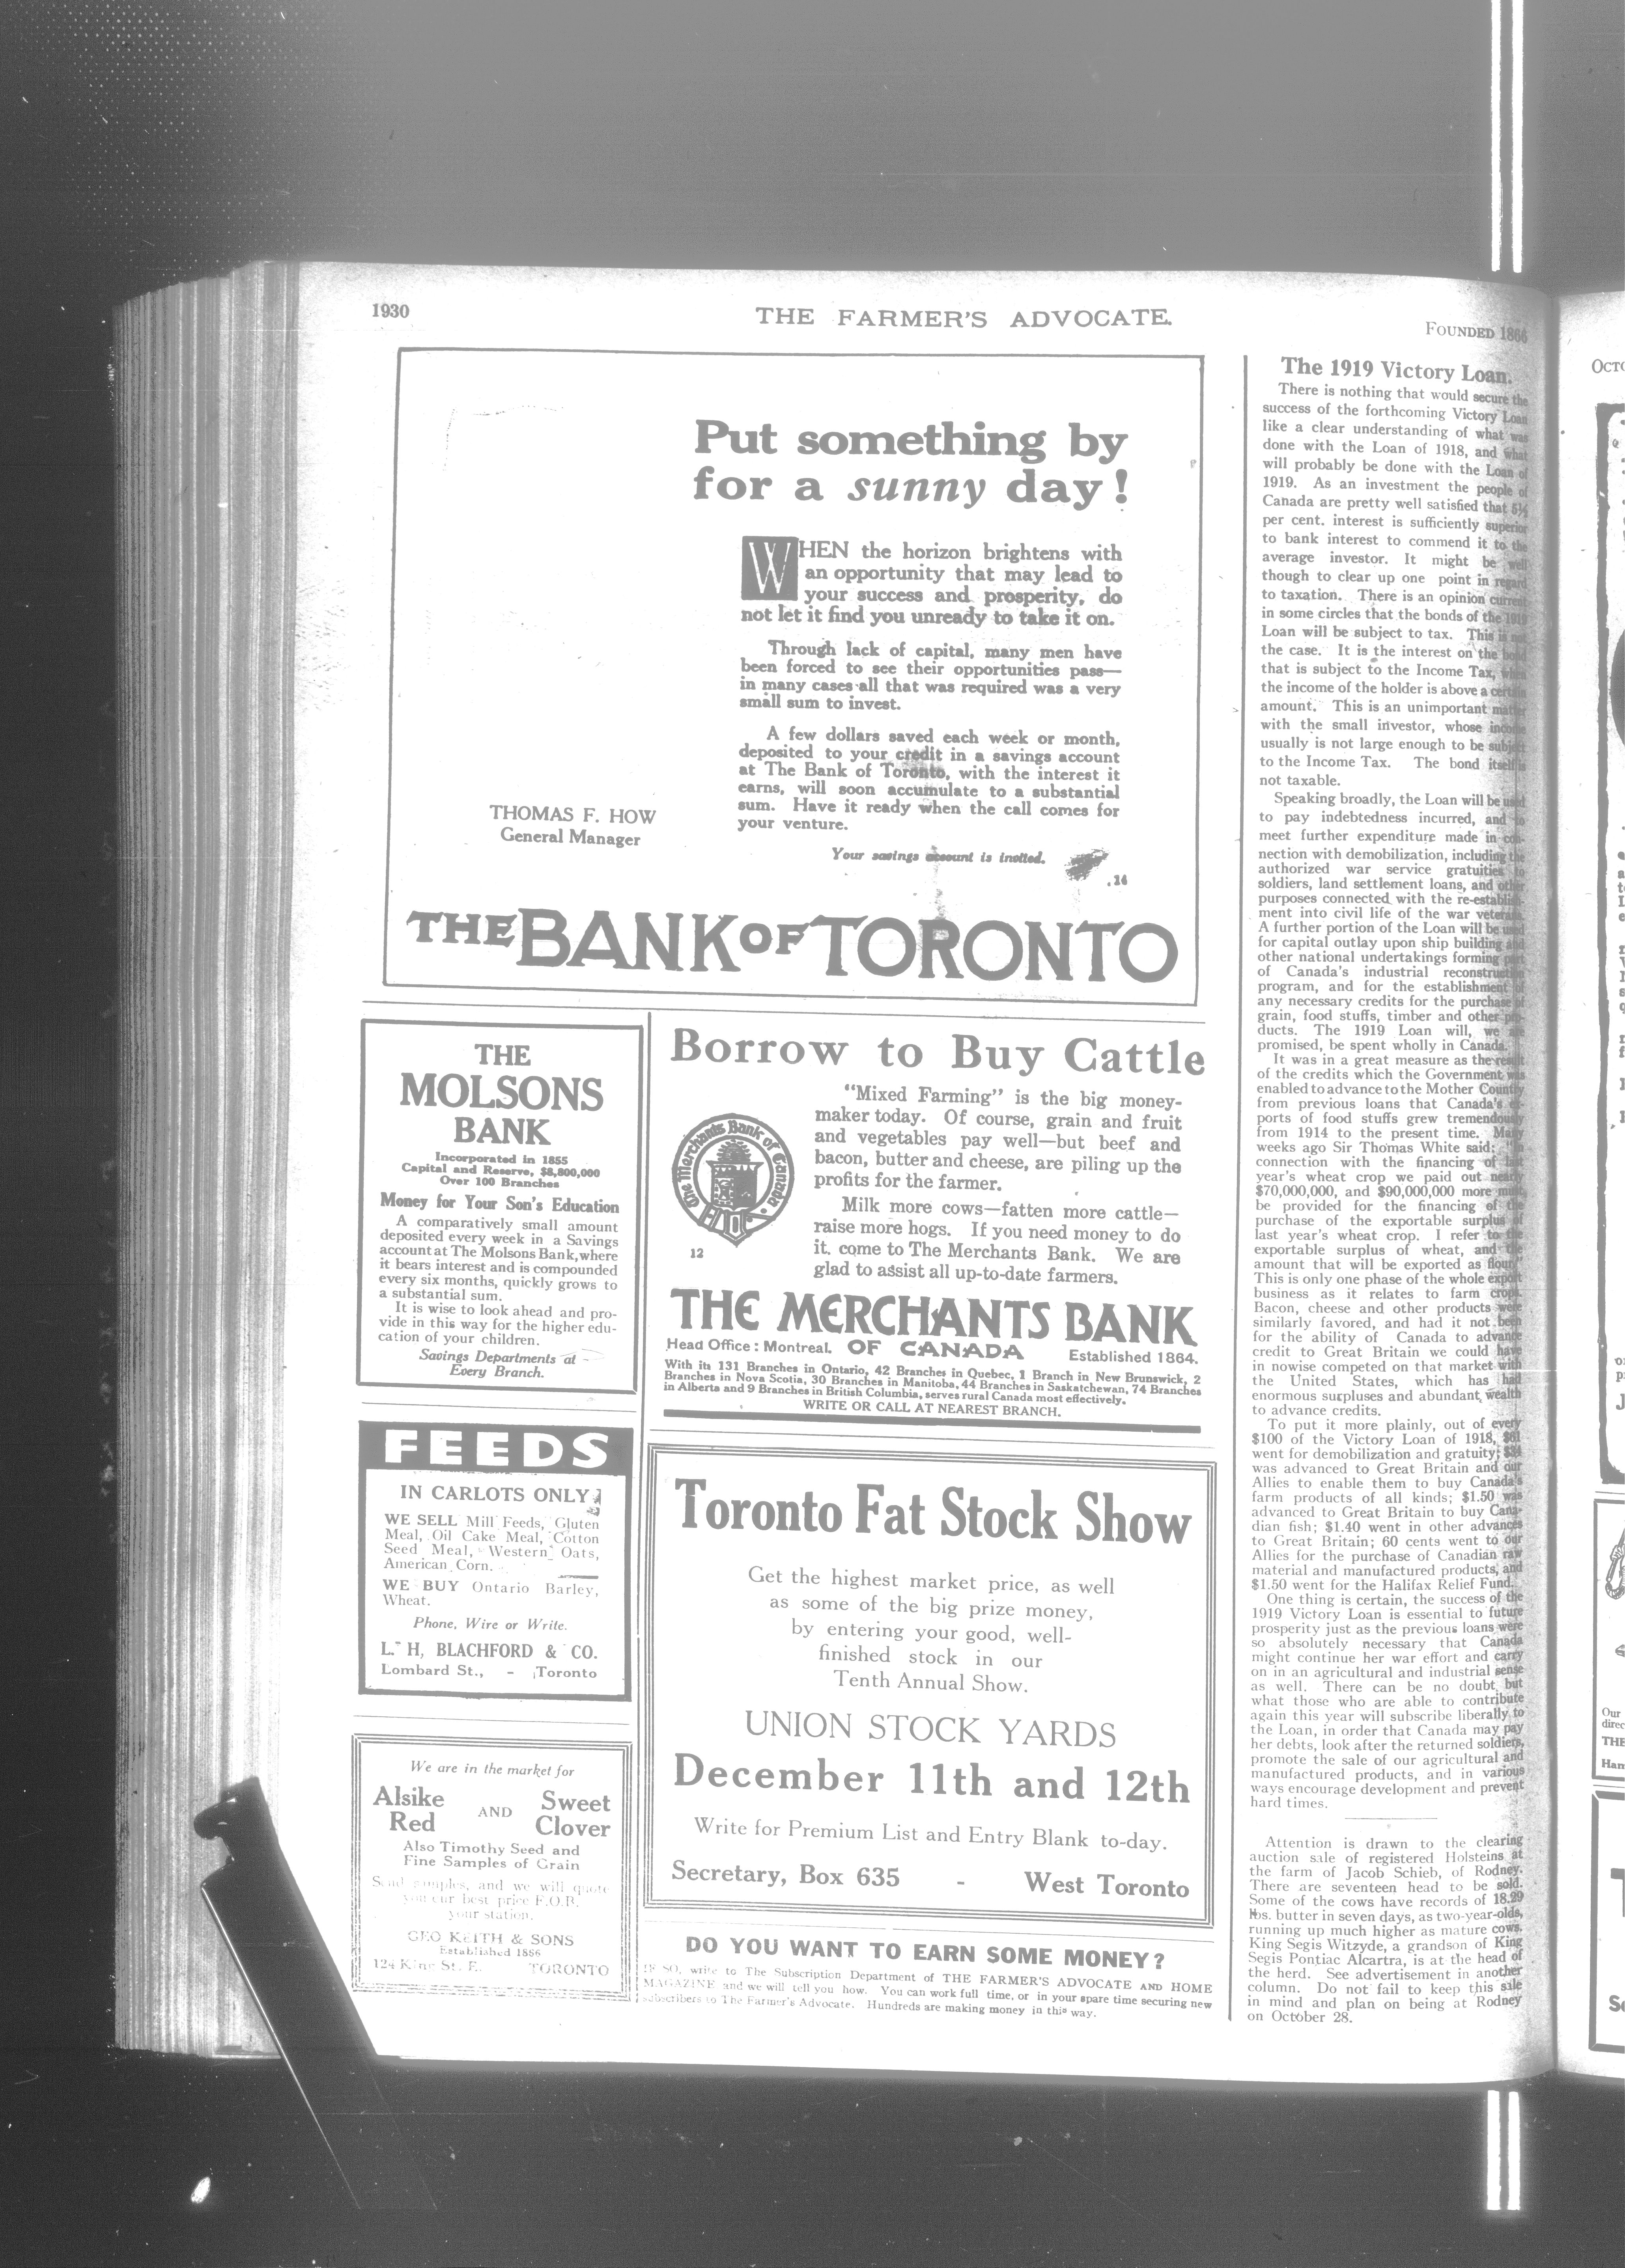 1930
THE FARMER'S ADVOCATE.
FOUNDED 1866
Put something by
for a sunny day!
WHEN the horizon brightens with
an opportunity that may lead to
your success and prosperity, do
not let it find you unready to take it on.
Through lack of capital, many men have
been forced to see their opportunities pass—
in many cases all that was required was a very
small sum to invest.
A few dollars saved each week or month,
deposited to your credit in a savings account
at The Bank of Toronto, with the interest it
earns, will soon accumulate to a substantial
sum. Have it ready when the call comes for
your venture.
THOMAS F. HOW
General Manager
Your savings account is invited.
14
THE BANK OF TORONTO
THE
MOLSONS
BANK
Incorporated in 1855
Capital and Reserve, $8,800,000
Over 100 Branches
Money for Your Son's Education
A comparatively small amount
deposited every week in a Savings
account at The Molsons Bank, where
it bears interest and is compounded
every six months, quickly grows to
a substantial sum.
It is wise to look ahead and pro-
vide in this way for the higher edu-
cation of your children.
Savings Departments at
Every Branch.
Borrow to Buy Cattle
"Mixed Farming" is the big money-
maker today. Of course, grain and fruit
and vegetables pay well—but beef and
bacon, butter and cheese, are piling up the
profits for the farmer.
Milk more cows—fatten more cattle—
raise more hogs. If you need money to do
it, come to The Merchants Bank. We are
glad to assist all up-to-date farmers.
The Merchants Bank of Canada
12
THE MERCHANTS BANK
Head Office: Montreal. OF CANADA Established 1864.
With its 131 Branches in Ontario, 42 Branches in Quebec, 1 Branch in New Brunswick, 2
Branches in Nova Scotia, 30 Branches in Manitoba, 44 Branches in Saskatchewan, 74 Branches
in Alberta and 9 Branches in British Columbia, serves rural Canada most effectively.
WRITE OR CALL AT NEAREST BRANCH.
FEEDS
IN CARLOTS ONLY
WE SELL Mill Feeds, Gluten
Meal, Oil Cake Meal, Cotton
Seed Meal, Western Oats,
American Corn.
WE BUY Ontario Barley,
Wheat.
Phone, Wire or Write.
L. H, BLACHFORD & CO.
Lombard St., - Toronto
We are in the market for
Alsike
Red
AND
Sweet
Clover
Also Timothy Seed and
Fine Samples of Grain
Send samples, and we will quote
you our best price F.O.B.
your station.
GEO KEITH & SONS
Established 1866
124 King St. E. TORONTO
Toronto Fat Stock Show
Get the highest market price, as well
as some of the big prize money,
by entering your good, well-
finished stock in our
Tenth Annual Show.
UNION STOCK YARDS
December 11th and 12th
Write for Premium List and Entry Blank to-day.
Secretary, Box 635 - West Toronto
DO YOU WANT TO EARN SOME MONEY?
IF SO, write to The Subscription Department of THE FARMER'S ADVOCATE AND HOME
MAGAZINE and we will tell you how. You can work full time, or in your spare time securing new
subscribers to The Farmer's Advocate. Hundreds are making money in this way.
The 1919 Victory Loan.
There is nothing that would secure the
success of the forthcoming Victory Loan
like a clear understanding of what was
done with the Loan of 1918, and what
will probably be done with the Loan of
1919. As an investment the people of
Canada are pretty well satisfied that 5½
per cent. interest is sufficiently superior
to bank interest to commend it to the
average investor. It might be well
though to clear up one point in regard
to taxation. There is an opinion current
in some circles that the bonds of the 1919
Loan will be subject to tax. This is not
the case. It is the interest on the bond
that is subject to the Income Tax, when
the income of the holder is above a certain
amount. This is an unimportant matter
with the small investor, whose income
usually is not large enough to be subject
to the Income Tax. The bond itself is
not taxable.
Speaking broadly, the Loan will be used
to pay indebtedness incurred, and to
meet further expenditure made in con-
nection with demobilization, including the
authorized war service gratuities to
soldiers, land settlement loans, and other
purposes connected with the re-establish-
ment into civil life of the war veterans.
A further portion of the Loan will be used
for capital outlay upon ship building and
other national undertakings forming part
of Canada's industrial reconstruction
program, and for the establishment of
any necessary credits for the purchase of
grain, food stuffs, timber and other pro-
ducts. The 1919 Loan will, we are
promised, be spent wholly in Canada.
It was in a great measure as the result
of the credits which the Government was
enabled to advance to the Mother Country
from previous loans that Canada's ex-
ports of food stuffs grew tremendously
from 1914 to the present time. Many
weeks ago Sir Thomas White said: "In
connection with the financing of last
year's wheat crop we paid out nearly
$70,000,000, and $90,000,000 more must
be provided for the financing of the
purchase of the exportable surplus of
last year's wheat crop. I refer to the
exportable surplus of wheat, and the
amount that will be exported as flour."
This is only one phase of the whole export
business as it relates to farm crops.
Bacon, cheese and other products were
similarly favored, and had it not been
for the ability of Canada to advance
credit to Great Britain we could have
in nowise competed on that market with
the United States, which has had
enormous surpluses and abundant wealth
to advance credits.
To put it more plainly, out of every
$100 of the Victory Loan of 1918, $61
went for demobilization and gratuity; $34
was advanced to Great Britain and our
Allies to enable them to buy Canada's
farm products of all kinds; $1.50 was
advanced to Great Britain to buy Cana-
dian fish; $1.40 went in other advances
to Great Britain; 60 cents went to our
Allies for the purchase of Canadian raw
material and manufactured products, and
$1.50 went for the Halifax Relief Fund.
One thing is certain, the success of the
1919 Victory Loan is essential to future
prosperity just as the previous loans were
so absolutely necessary that Canada
might continue her war effort and carry
on in an agricultural and industrial sense
as well. There can be no doubt but
what those who are able to contribute
again this year will subscribe liberally to
the Loan, in order that Canada may pay
her debts, look after the returned soldiers,
promote the sale of our agricultural and
manufactured products, and in various
ways encourage development and prevent
hard times.
Attention is drawn to the clearing
auction sale of registered Holsteins at
the farm of Jacob Schieb, of Rodney.
There are seventeen head to be sold.
Some of the cows have records of 18.29
lbs. butter in seven days, as two-year-olds,
running up much higher as mature cows.
King Segis Witzyde, a grandson of King
Segis Pontiac Alcartra, is at the head of
the herd. See advertisement in another
column. Do not fail to keep this sale
in mind and plan on being at Rodney
on October 28.